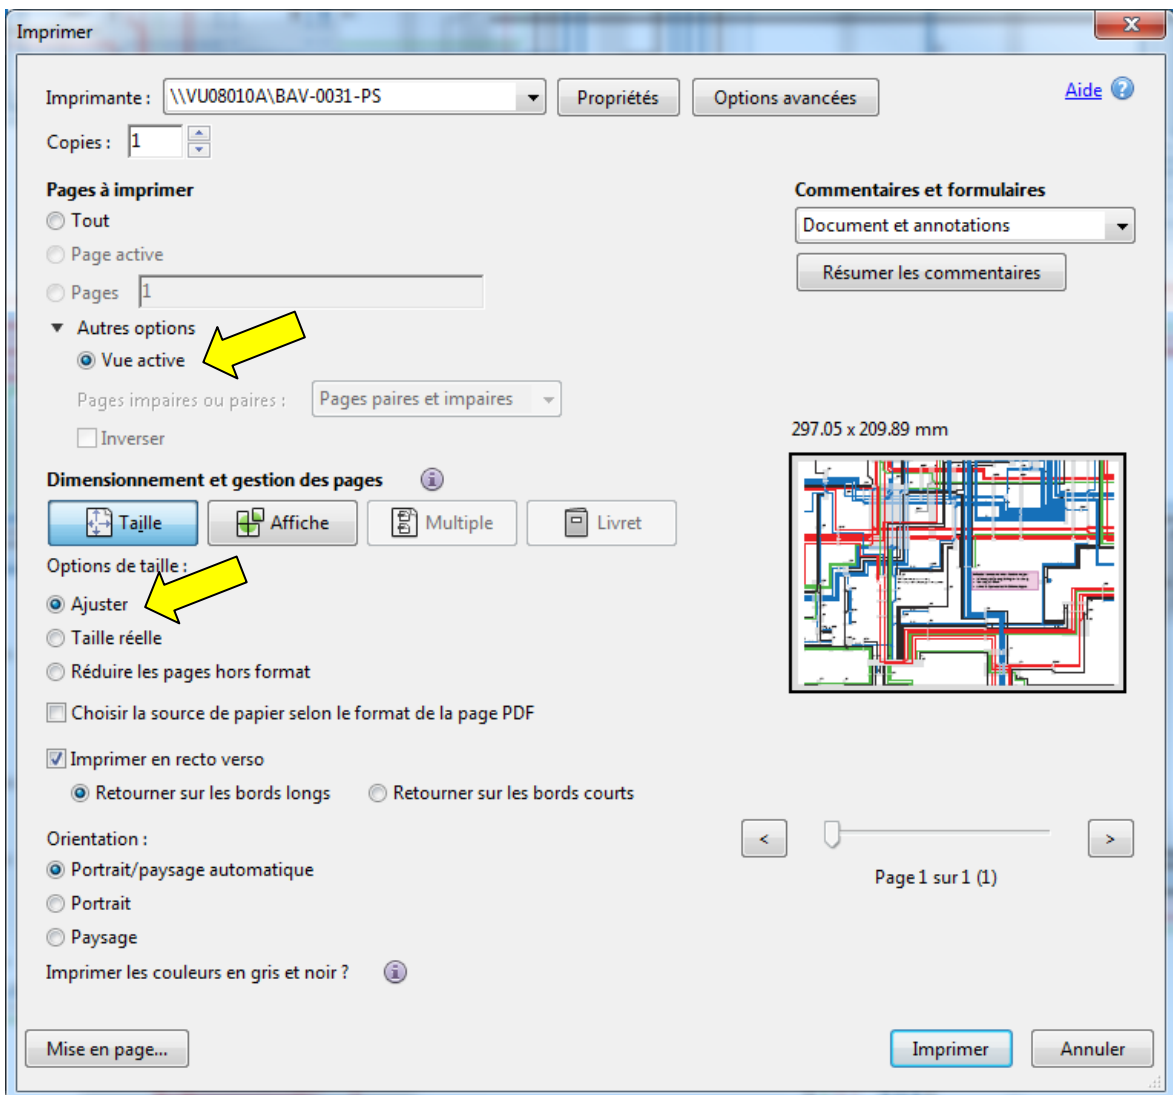 Imprimer
Imprimante : \\VU08010A\BAV-0031-PS Propriétés Options avancées Aide
Copies : 1
Pages à imprimer
Tout
Page active
Pages 1
Autres options
Vue active
Pages impaires ou paires : Pages paires et impaires
Inverser
Commentaires et formulaires
Document et annotations
Résumer les commentaires
297.05 x 209.89 mm
Dimensionnement et gestion des pages
Taille Affiche Multiple Livret
Options de taille :
Ajuster
Taille réelle
Réduire les pages hors format
Choisir la source de papier selon le format de la page PDF
Imprimer en recto verso
Retourner sur les bords longs Retourner sur les bords courts
Orientation :
Portrait/paysage automatique
Portrait
Paysage
Imprimer les couleurs en gris et noir ?
< >
Page 1 sur 1 (1)
Mise en page... Imprimer Annuler